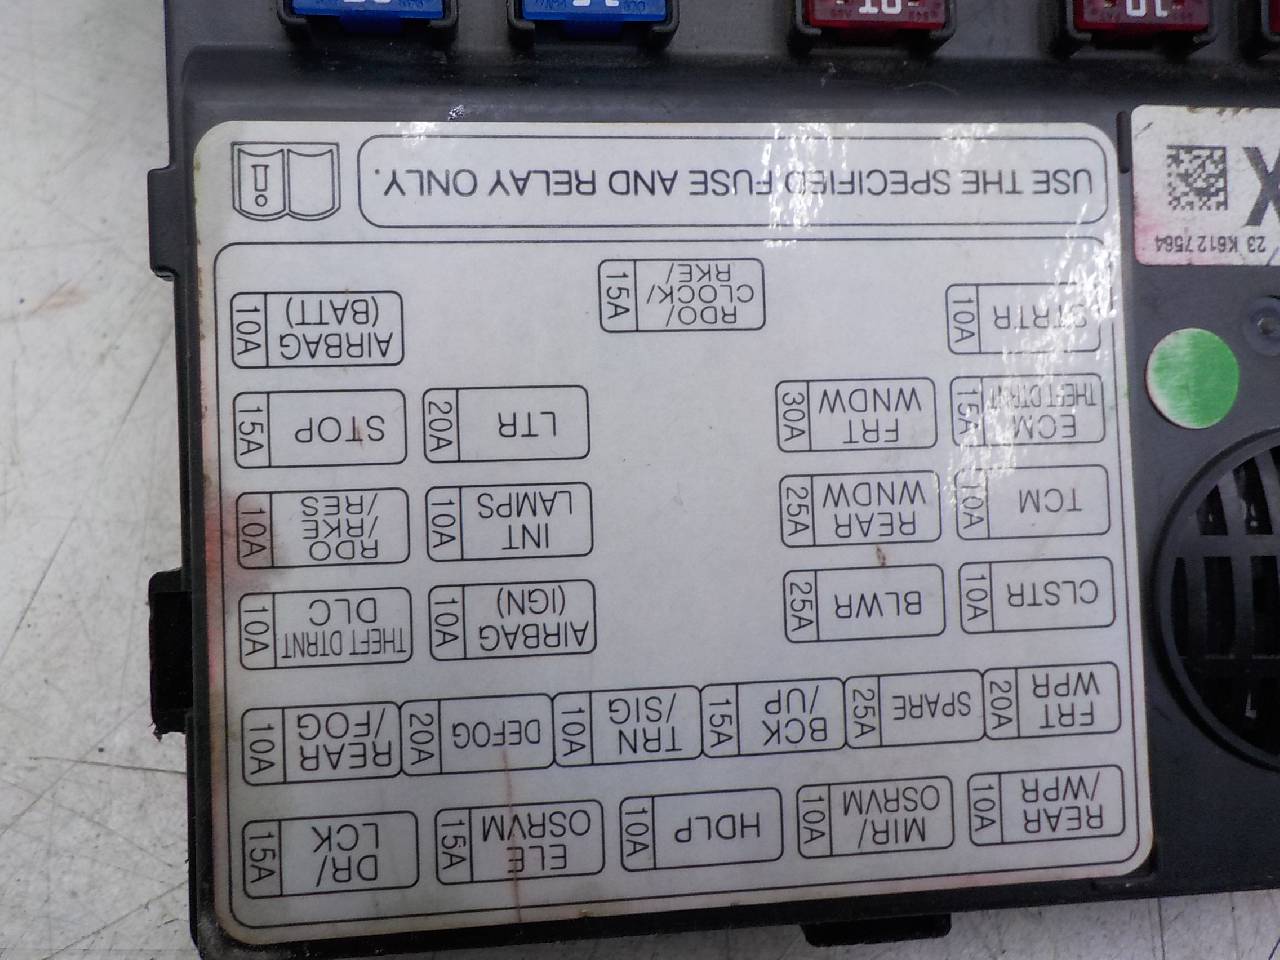 REAR
/WPR
10A
MIR/
OSRVM
10A
HDLP
10A
ELE
OSRVM
15A
DR/
LCK
15A
FRT
WPR
20A
SPARE
25A
BCK
/UP
15A
TRN
/SIG
10A
DEFOG
20A
REAR
/FOG
10A
CLSTR
10A
BLWR
25A
AIRBAG
(IGN)
10A
THEFT DTRNT
DLC
10A
TCM
10A
REAR
WNDW
25A
INT
LAMPS
10A
RDO
/RKE
/RES
10A
ECM
THEFT DTRNT
15A
FRT
WNDW
30A
LTR
20A
STOP
15A
STRTR
10A
RDO/
CLOCK/
RKE/
15A
AIRBAG
(BATT)
10A
USE THE SPECIFIED FUSE AND RELAY ONLY.
23 K6127564
X
10